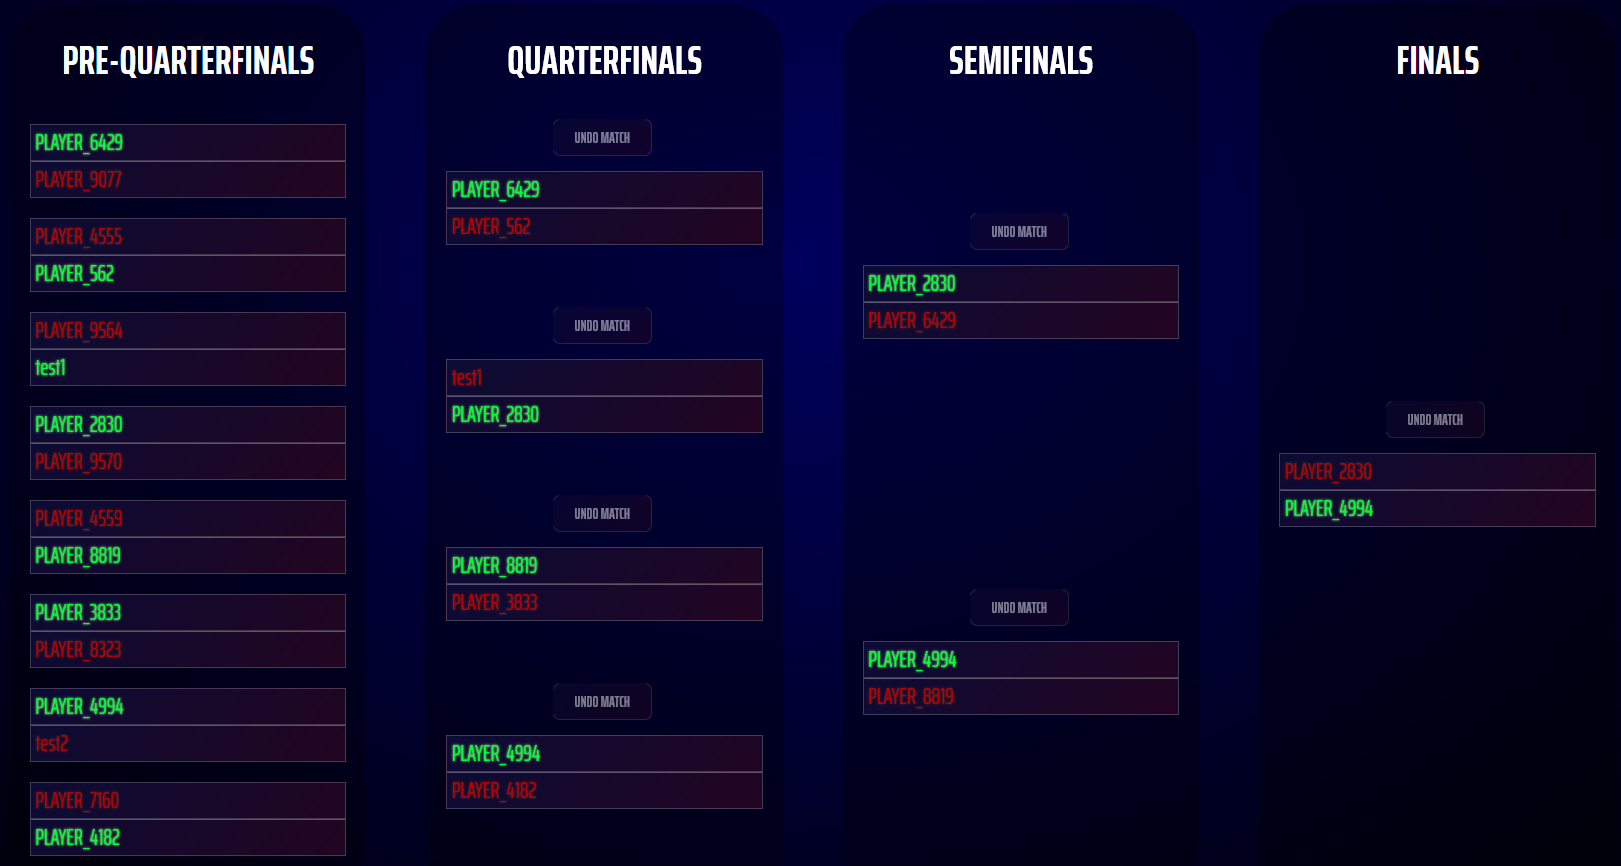 PRE-QUARTERFINALS
PLAYER_6429
PLAYER_9077
PLAYER_4555
PLAYER_562
PLAYER_9564
test1
PLAYER_2830
PLAYER_9570
PLAYER_4559
PLAYER_8819
PLAYER_3833
PLAYER_8323
PLAYER_4994
test2
PLAYER_7160
PLAYER_4182
QUARTERFINALS
UNDO MATCH
PLAYER_6429
PLAYER_562
UNDO MATCH
test1
PLAYER_2830
UNDO MATCH
PLAYER_8819
PLAYER_3833
UNDO MATCH
PLAYER_4994
PLAYER_4182
SEMIFINALS
UNDO MATCH
PLAYER_2830
PLAYER_6429
UNDO MATCH
PLAYER_4994
PLAYER_8819
FINALS
UNDO MATCH
PLAYER_2830
PLAYER_4994